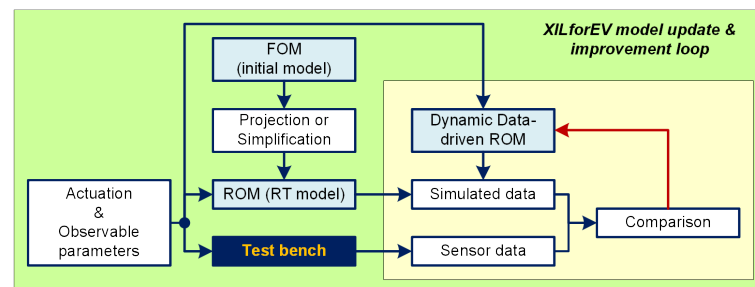 XILforEV model update &
improvement loop
FOM
(initial model)
Projection or
Simplification
Dynamic Data-
driven ROM
Actuation
&
Observable
parameters
ROM (RT model)
Simulated data
Comparison
Test bench
Sensor data